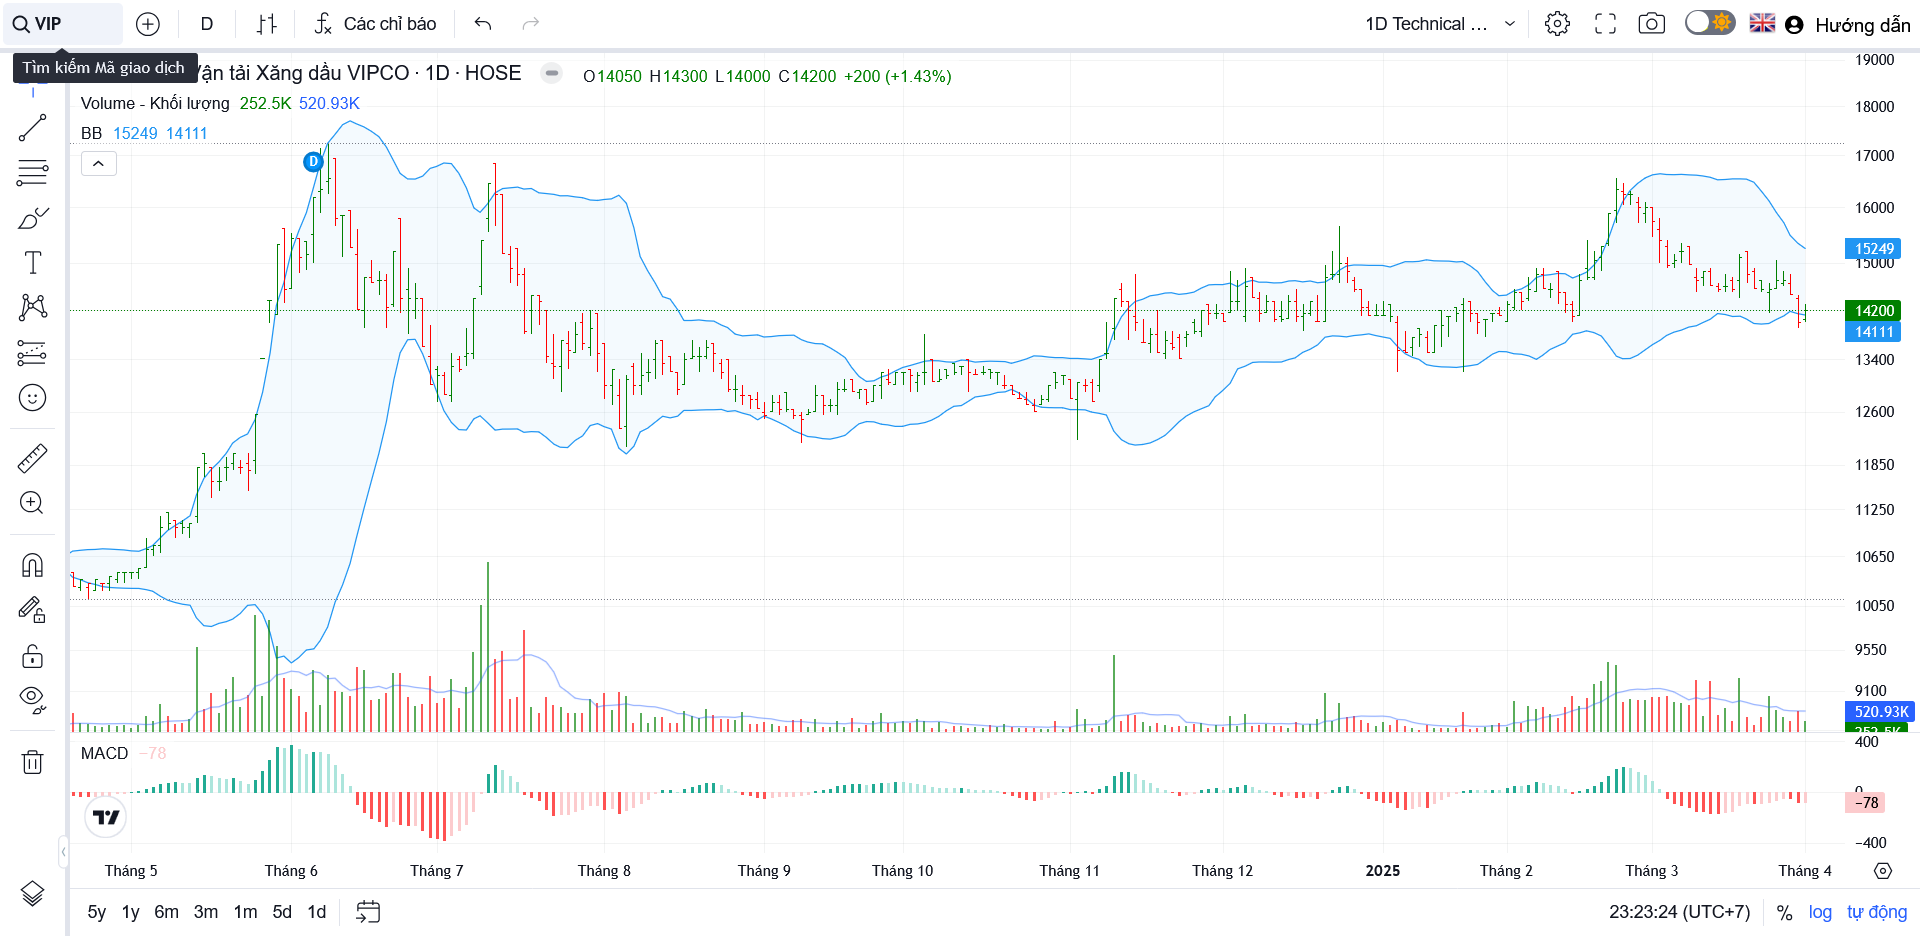 VIP
D
Các chỉ báo
1D Technical ...
Hướng dẫn
Tìm kiếm Mã giao dịch
Vận tải Xăng dầu VIPCO · 1D · HOSE
O14050 H14300 L14000 C14200 +200 (+1.43%)
Volume - Khối lượng 252.5K 520.93K
BB 15249 14111
D
19000
18000
17000
16000
15249
15000
14200
14111
13400
12600
11850
11250
10650
10050
9550
9100
520.93K
252.5K
MACD −78
400
0
−78
−400
Tháng 5
Tháng 6
Tháng 7
Tháng 8
Tháng 9
Tháng 10
Tháng 11
Tháng 12
2025
Tháng 2
Tháng 3
Tháng 4
5y 1y 6m 3m 1m 5d 1d
23:23:24 (UTC+7)
% log tự động